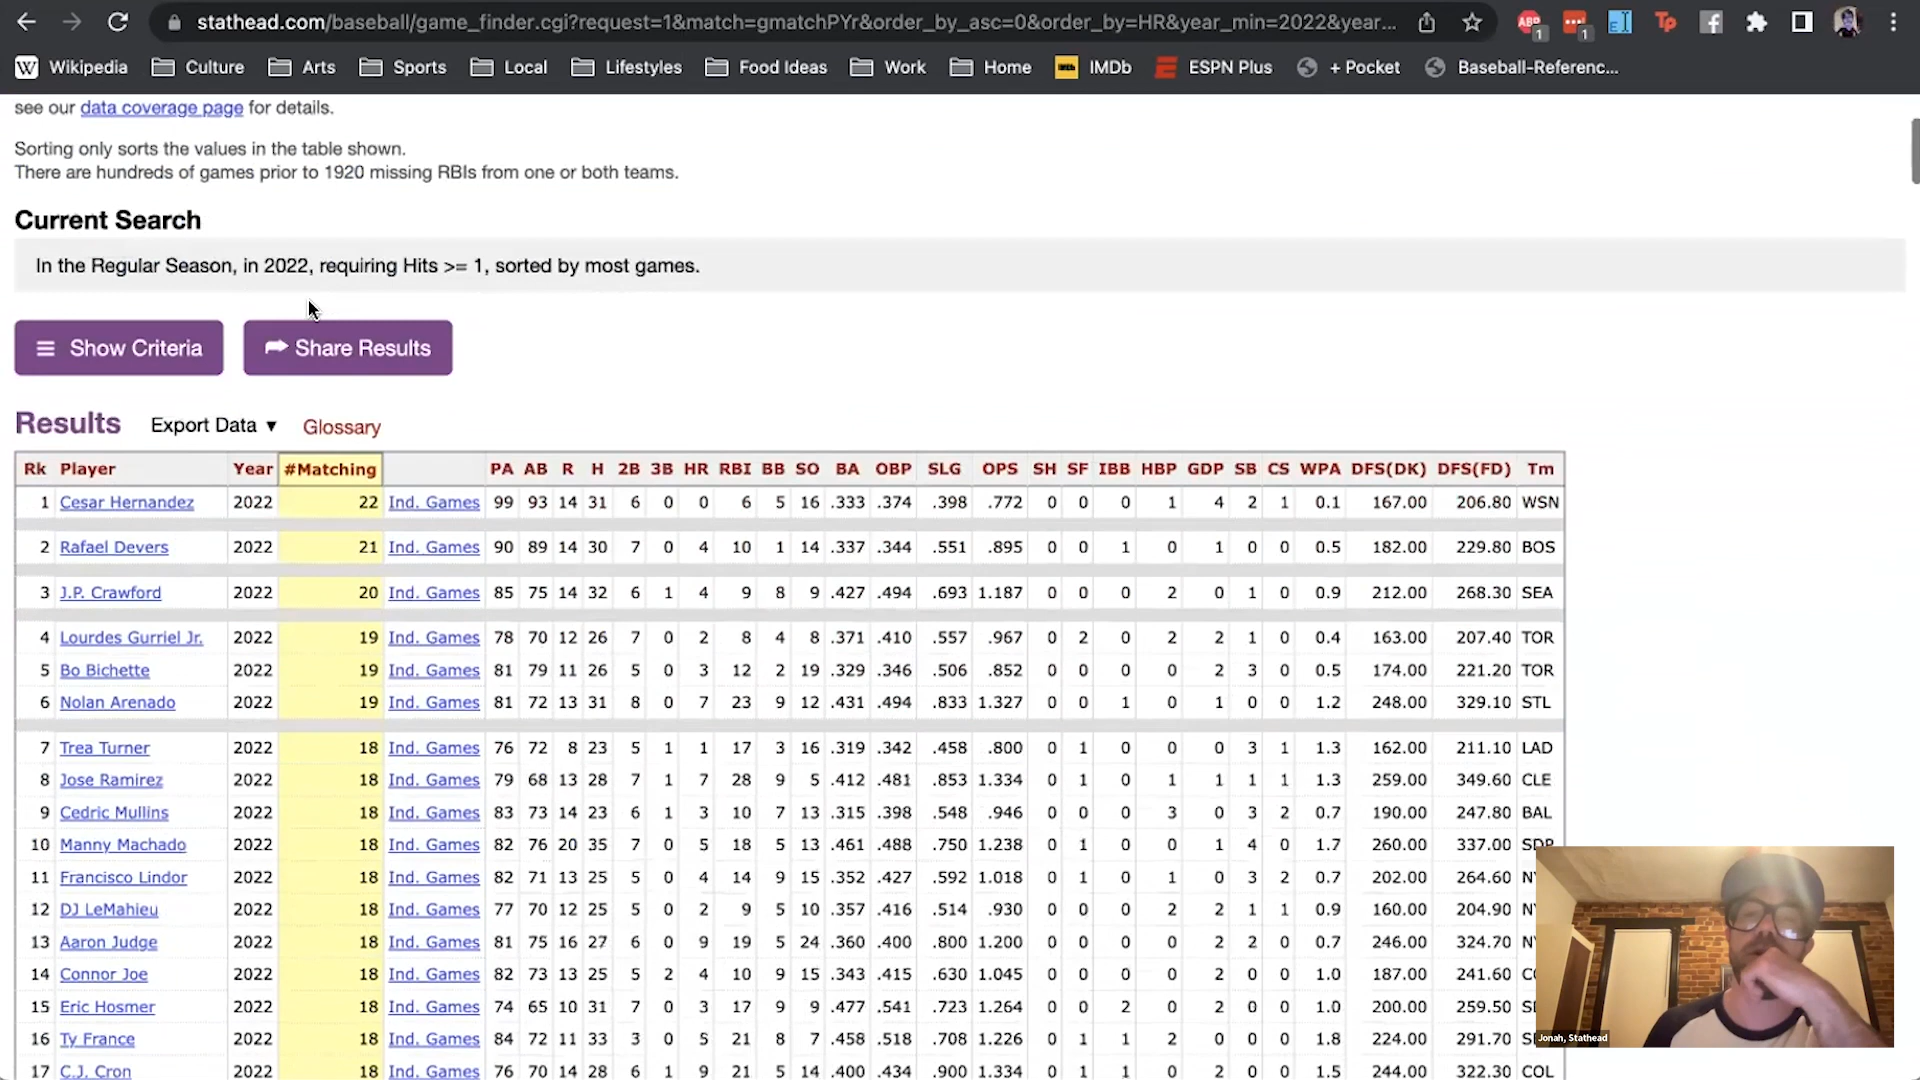 stathead.com/baseball/game_finder.cgi?request=1&match=gmatchPYr&order_by_asc=0&order_by=HR&year_min=2022&year...
Wikipedia Culture Arts Sports Local Lifestyles Food Ideas Work Home IMDb ESPN Plus + Pocket Baseball-Referenc...
see our data coverage page for details.
Sorting only sorts the values in the table shown.
There are hundreds of games prior to 1920 missing RBIs from one or both teams.
Current Search
In the Regular Season, in 2022, requiring Hits >= 1, sorted by most games.
Show Criteria Share Results
Results Export Data ▼ Glossary
Rk Player Year #Matching PA AB R H 2B 3B HR RBI BB SO BA OBP SLG OPS SH SF IBB HBP GDP SB CS WPA DFS(DK) DFS(FD) Tm
1 Cesar Hernandez 2022 22 Ind. Games 99 93 14 31 6 0 0 6 5 16 .333 .374 .398 .772 0 0 0 1 4 2 1 0.1 167.00 206.80 WSN
2 Rafael Devers 2022 21 Ind. Games 90 89 14 30 7 0 4 10 1 14 .337 .344 .551 .895 0 0 1 0 1 0 0 0.5 182.00 229.80 BOS
3 J.P. Crawford 2022 20 Ind. Games 85 75 14 32 6 1 4 9 8 9 .427 .494 .693 1.187 0 0 0 2 0 1 0 0.9 212.00 268.30 SEA
4 Lourdes Gurriel Jr. 2022 19 Ind. Games 78 70 12 26 7 0 2 8 4 8 .371 .410 .557 .967 0 2 0 2 2 1 0 0.4 163.00 207.40 TOR
5 Bo Bichette 2022 19 Ind. Games 81 79 11 26 5 0 3 12 2 19 .329 .346 .506 .852 0 0 0 0 2 3 0 0.5 174.00 221.20 TOR
6 Nolan Arenado 2022 19 Ind. Games 81 72 13 31 8 0 7 23 9 12 .431 .494 .833 1.327 0 0 1 0 1 0 0 1.2 248.00 329.10 STL
7 Trea Turner 2022 18 Ind. Games 76 72 8 23 5 1 1 17 3 16 .319 .342 .458 .800 0 1 0 0 0 3 1 1.3 162.00 211.10 LAD
8 Jose Ramirez 2022 18 Ind. Games 79 68 13 28 7 1 7 28 9 5 .412 .481 .853 1.334 0 1 0 1 1 1 1 1.3 259.00 349.60 CLE
9 Cedric Mullins 2022 18 Ind. Games 83 73 14 23 6 1 3 10 7 13 .315 .398 .548 .946 0 0 0 3 0 3 2 0.7 190.00 247.80 BAL
10 Manny Machado 2022 18 Ind. Games 82 76 20 35 7 0 5 18 5 13 .461 .488 .750 1.238 0 1 0 0 1 4 0 1.7 260.00 337.00 SDP
11 Francisco Lindor 2022 18 Ind. Games 82 71 13 25 5 0 4 14 9 15 .352 .427 .592 1.018 0 1 0 1 0 3 2 0.7 202.00 264.60
12 DJ LeMahieu 2022 18 Ind. Games 77 70 12 25 5 0 2 9 5 10 .357 .416 .514 .930 0 0 0 2 2 1 1 0.9 160.00 204.90
13 Aaron Judge 2022 18 Ind. Games 81 75 16 27 6 0 9 19 5 24 .360 .400 .800 1.200 0 0 0 0 2 2 0 0.7 246.00 324.70
14 Connor Joe 2022 18 Ind. Games 82 73 13 25 5 2 4 10 9 15 .343 .415 .630 1.045 0 0 0 0 2 0 0 1.0 187.00 241.60
15 Eric Hosmer 2022 18 Ind. Games 74 65 10 31 7 0 3 17 9 9 .477 .541 .723 1.264 0 0 2 0 2 0 0 1.0 200.00 259.50
16 Ty France 2022 18 Ind. Games 84 72 11 33 3 0 5 21 8 7 .458 .518 .708 1.226 0 1 1 2 0 0 0 1.8 224.00 291.70
17 C.J. Cron 2022 18 Ind. Games 76 70 14 28 6 1 9 21 5 14 .400 .434 .900 1.334 0 1 1 0 2 0 0 1.5 244.00 322.30 COL
Jonah, Stathead